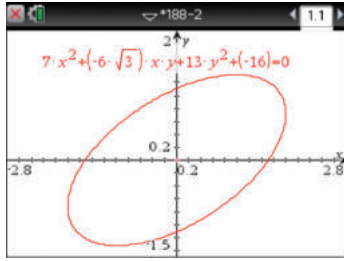 *188-2 1.1
2 y
7·x²+(-6·√3)·x·y+13·y²+(-16)=0
0.2 x
-2.8 0.2 2.8
-1.5